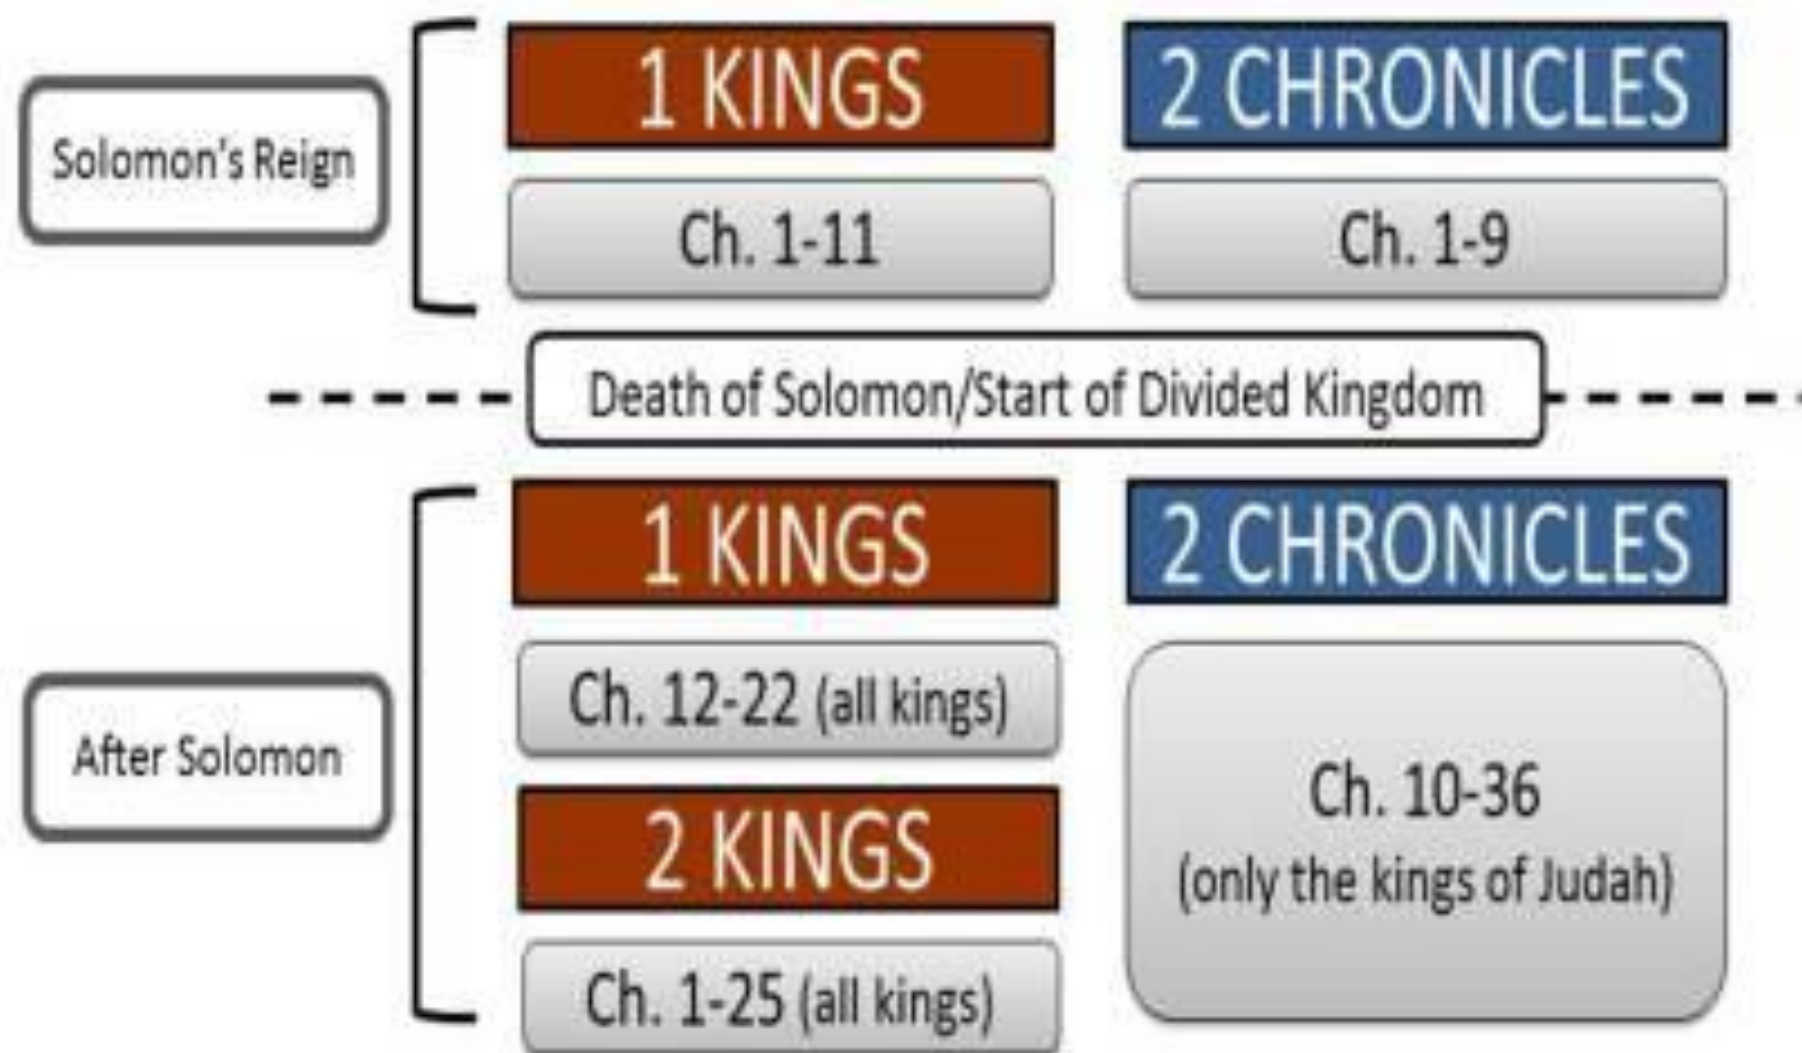 1 KINGS
2 CHRONICLES
Solomon's Reign
Ch. 1-11
Ch. 1-9
Death of Solomon/Start of Divided Kingdom
1 KINGS
2 CHRONICLES
Ch. 12-22 (all kings)
After Solomon
2 KINGS
Ch. 1-25 (all kings)
Ch. 10-36
(only the kings of Judah)